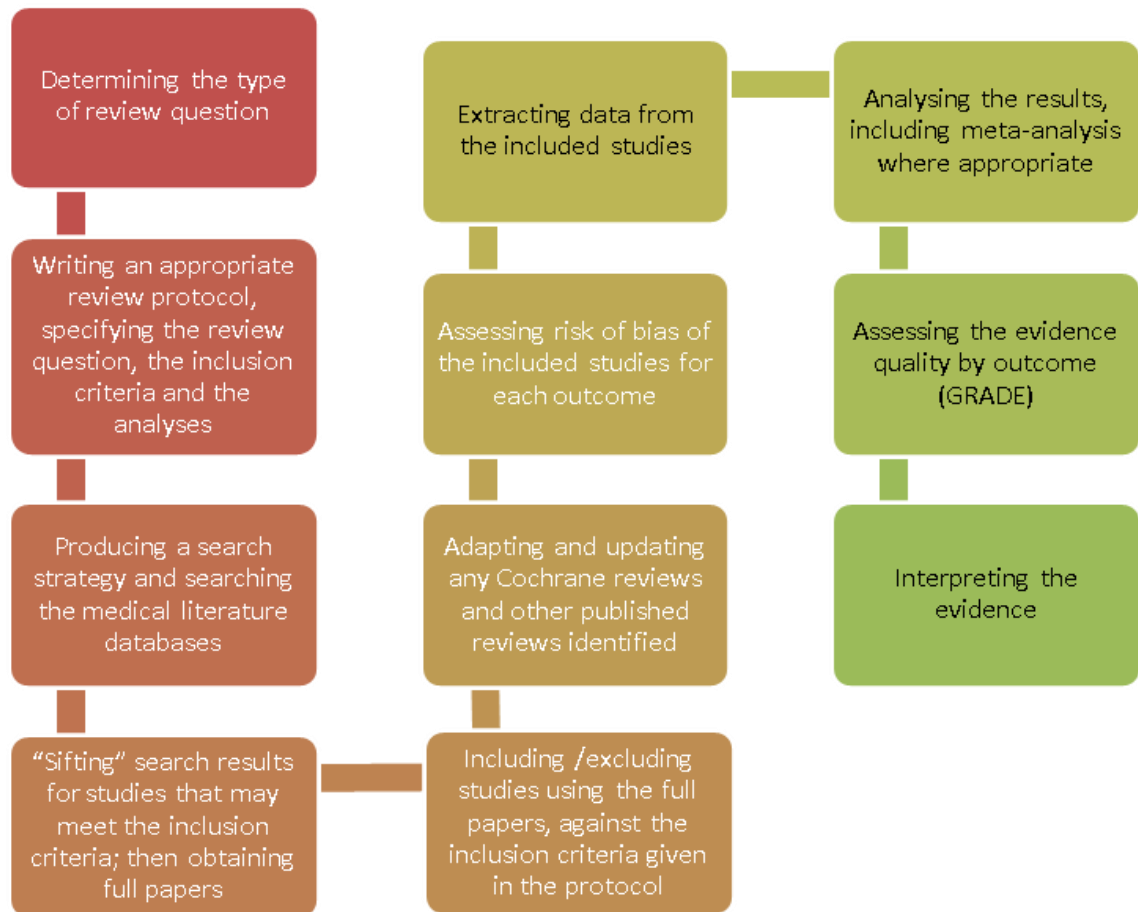 Determining the type
of review question
Writing an appropriate
review protocol,
specifying the review
question, the inclusion
criteria and the
analyses
Producing a search
strategy and searching
the medical literature
databases
“Sifting” search results
for studies that may
meet the inclusion
criteria; then obtaining
full papers
Including /excluding
studies using the full
papers, against the
inclusion criteria given
in the protocol
Adapting and updating
any Cochrane reviews
and other published
reviews identified
Assessing risk of bias of
the included studies for
each outcome
Extracting data from
the included studies
Analysing the results,
including meta-analysis
where appropriate
Assessing the evidence
quality by outcome
(GRADE)
Interpreting the
evidence